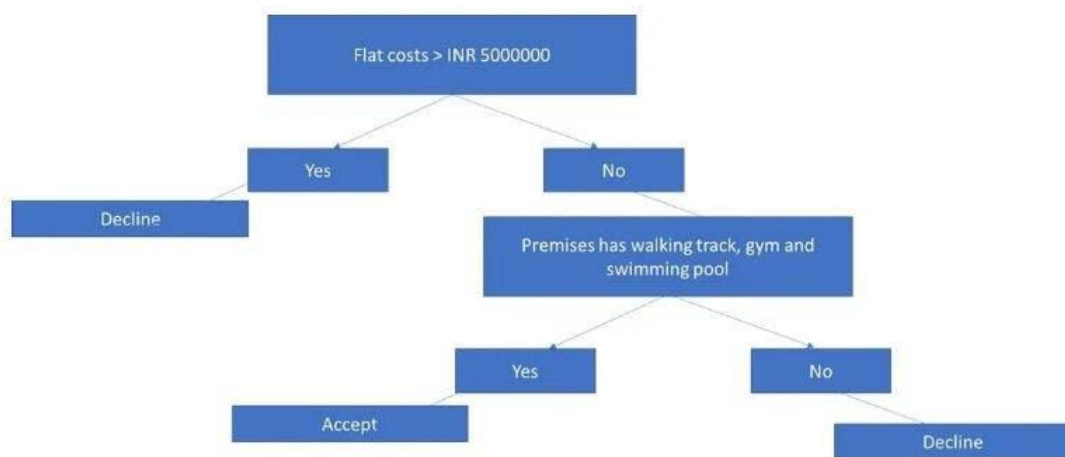 Flat costs > INR 5000000
Yes
No
Decline
Premises has walking track, gym and
swimming pool
Yes
No
Accept
Decline